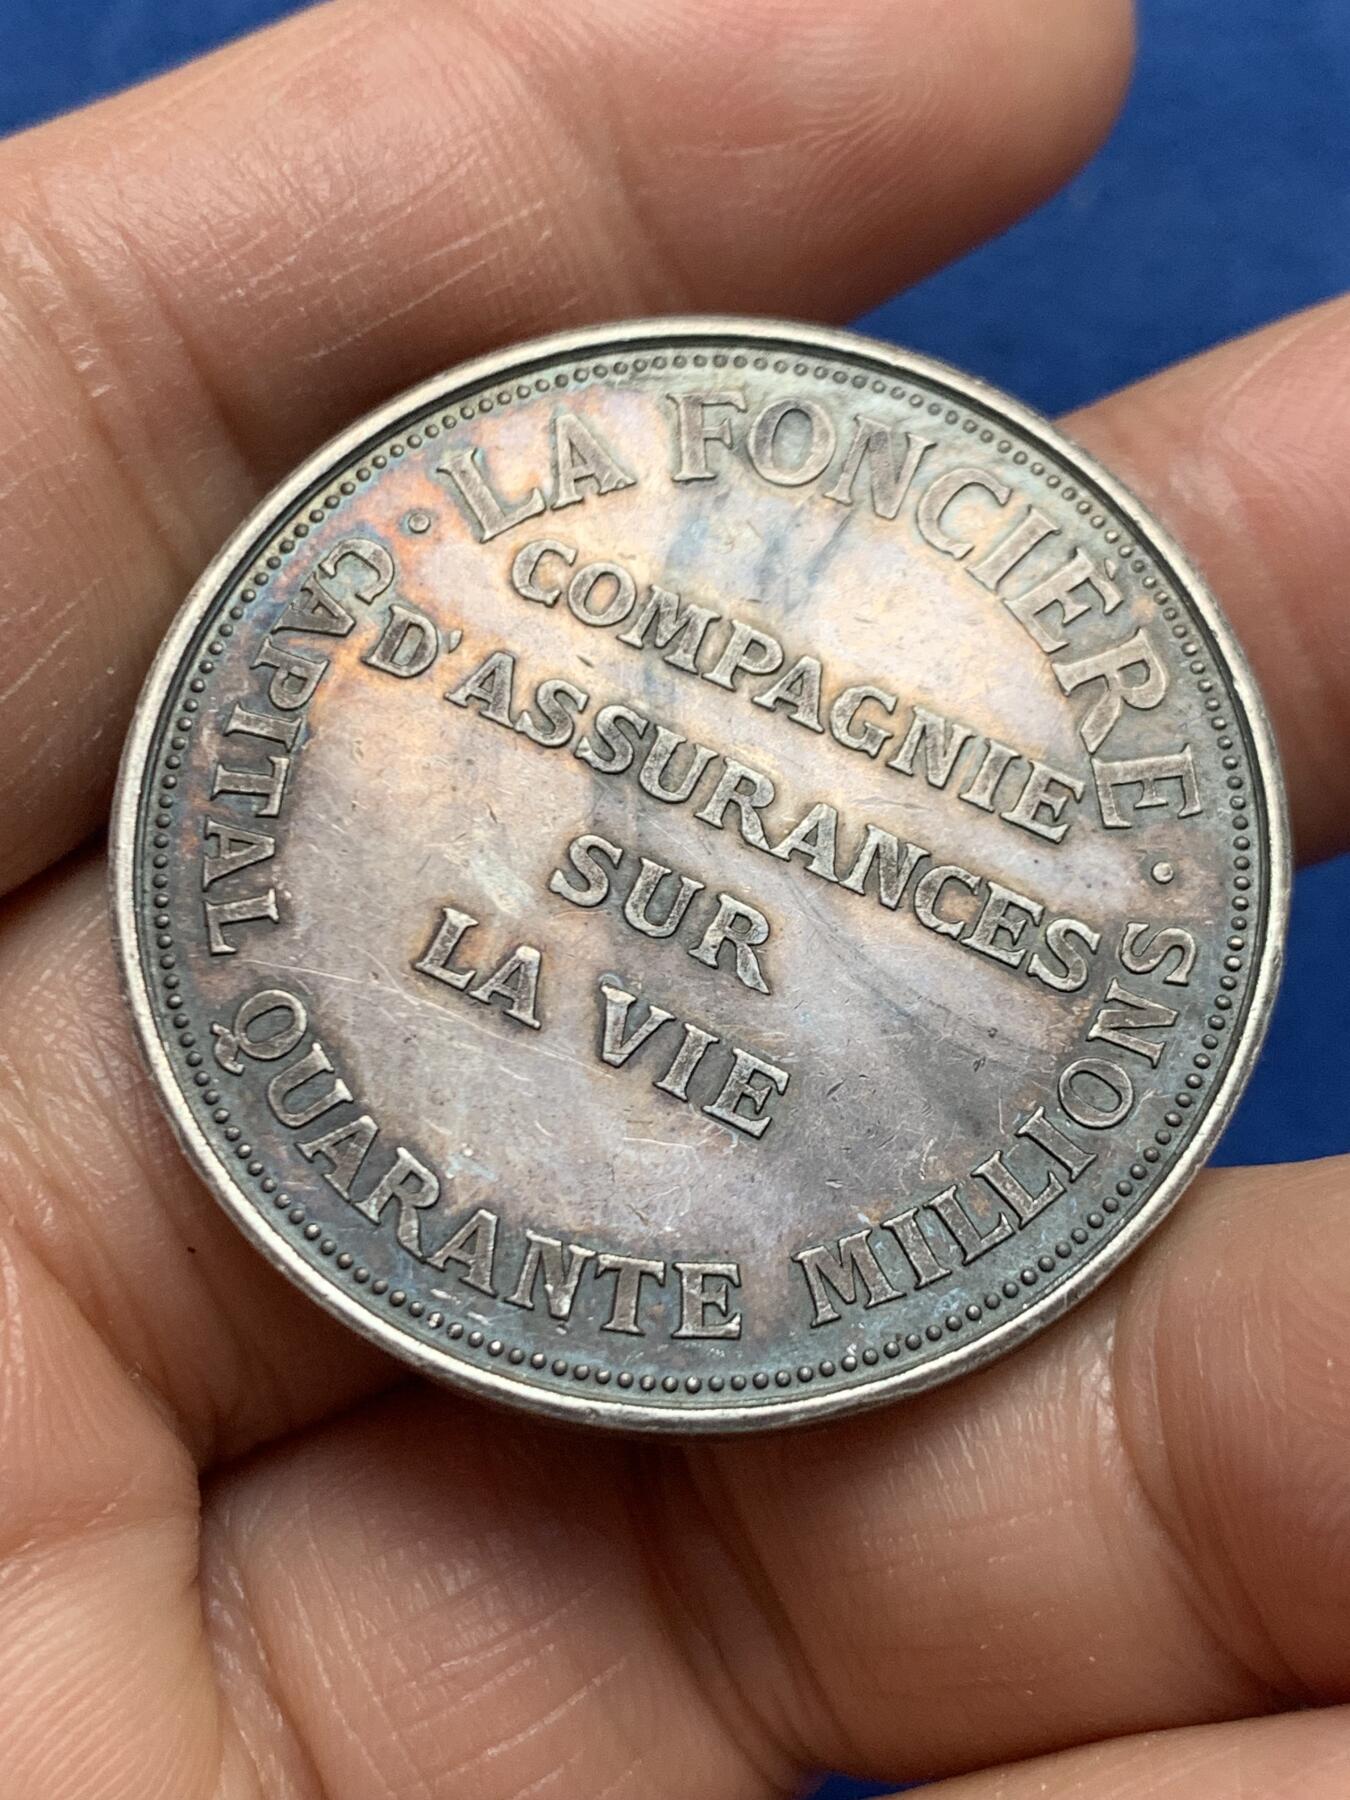 · LA FONCIÈRE ·
COMPAGNIE
D'ASSURANCES
SUR
LA VIE
CAPITAL QUARANTE MILLIONS